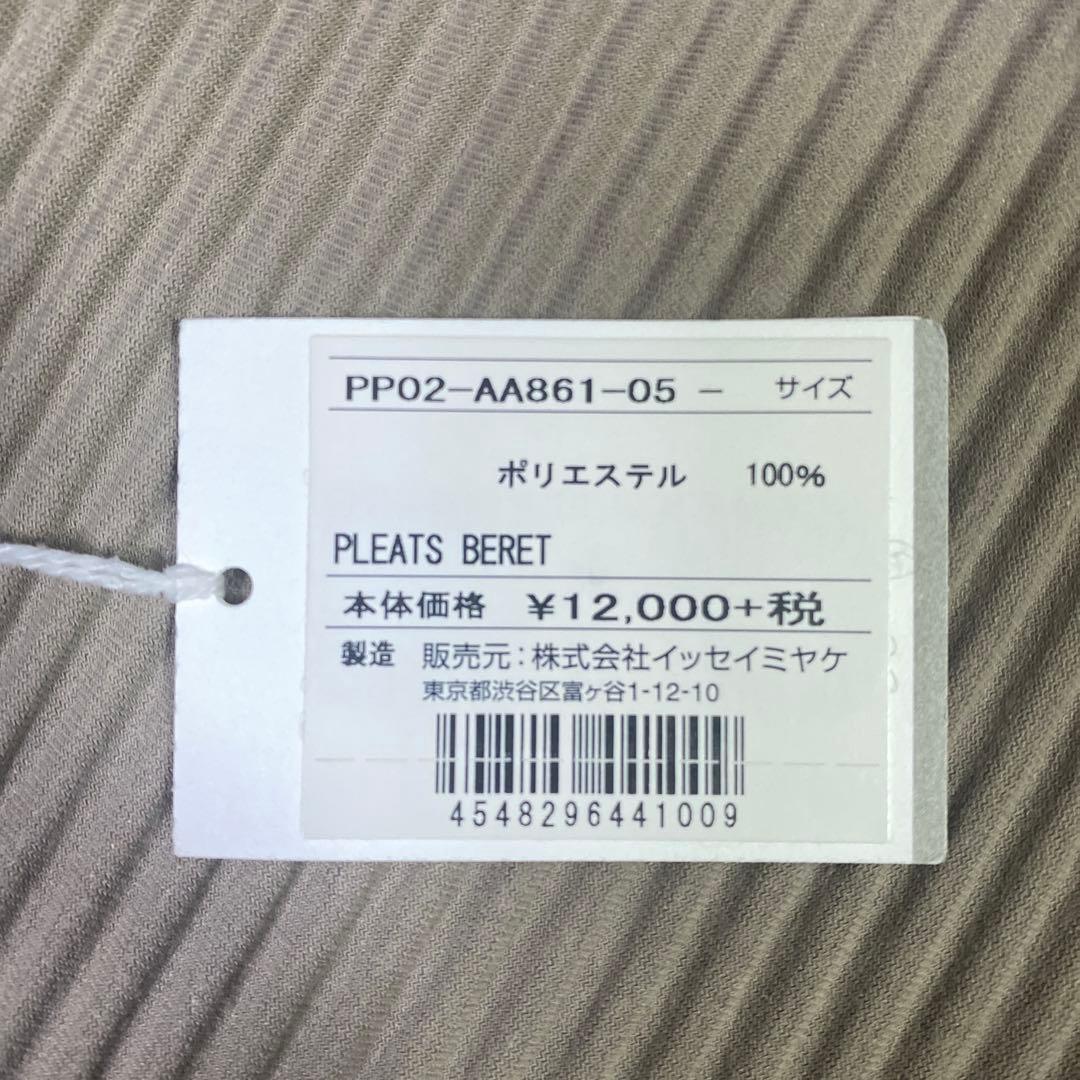 PP02-AA861-05 - サイズ
ポリエステル 100%
PLEATS BERET
本体価格 ¥12,000+税
製造 販売元:株式会社イッセイミヤケ
東京都渋谷区富ヶ谷1-12-10
4548296441009